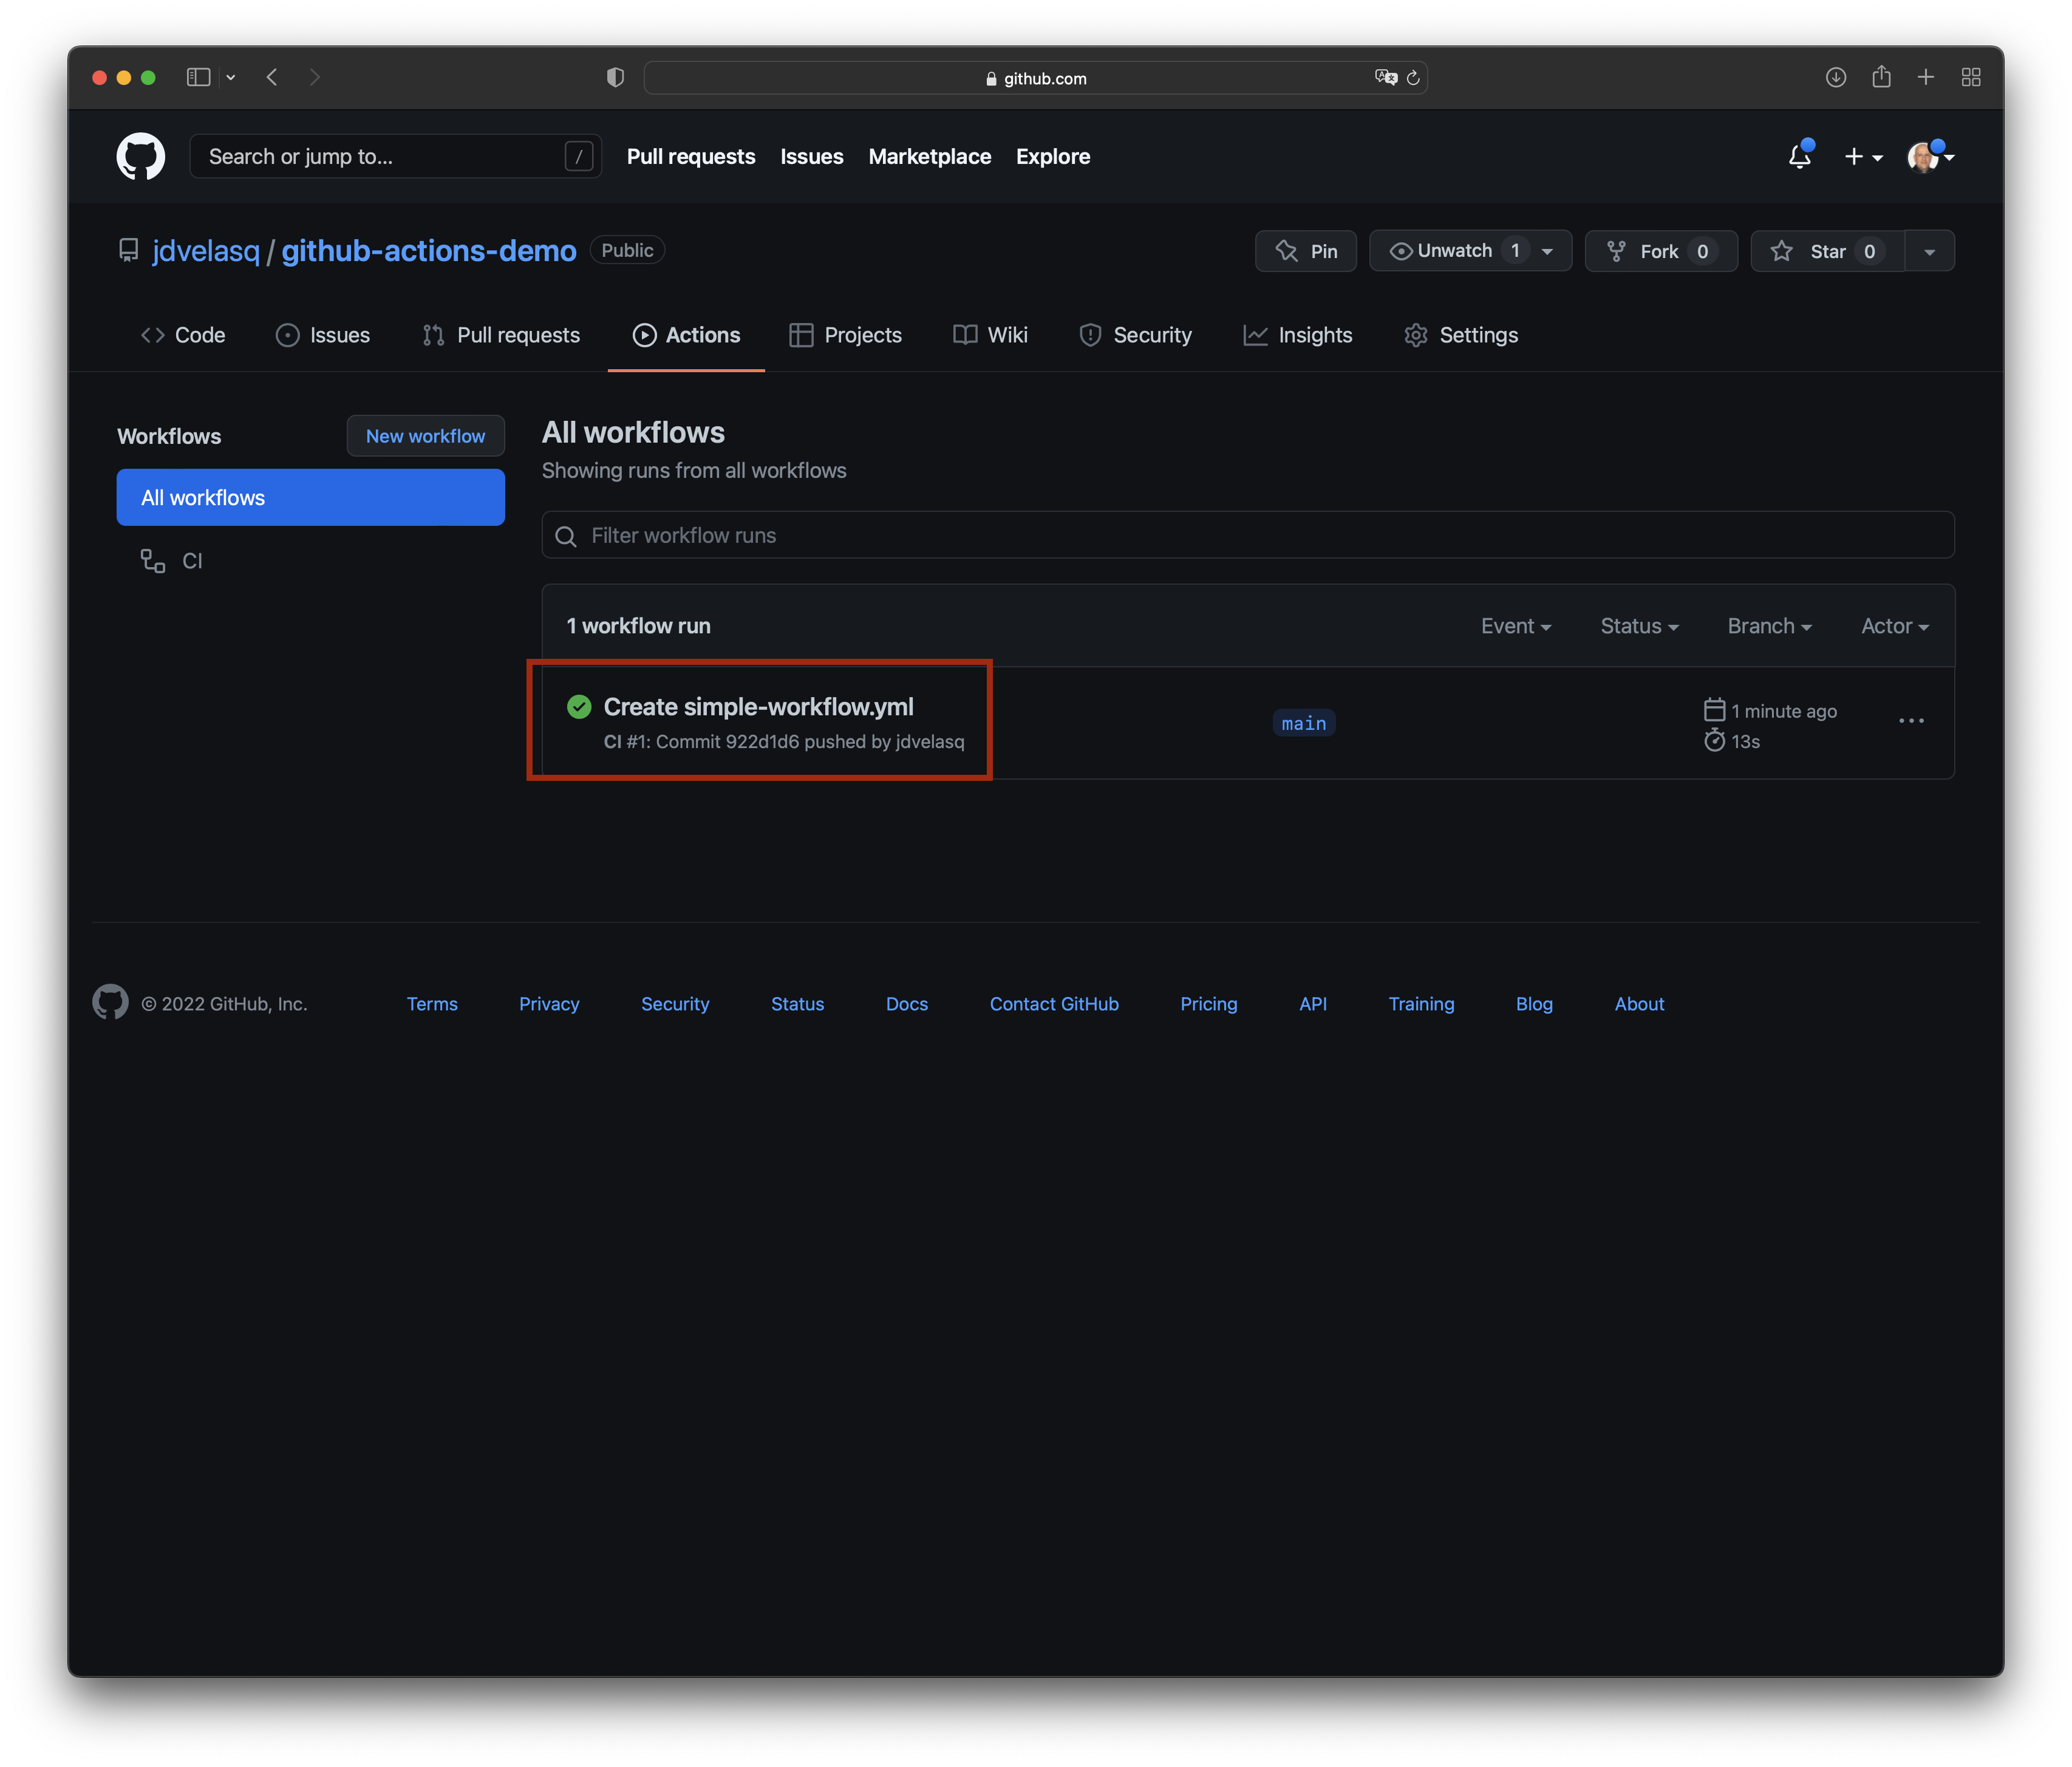 github.com
Search or jump to... / Pull requests Issues Marketplace Explore
jdvelasq / github-actions-demo Public Pin Unwatch 1 Fork 0 Star 0
Code Issues Pull requests Actions Projects Wiki Security Insights Settings
Workflows New workflow
All workflows
CI
All workflows
Showing runs from all workflows
Filter workflow runs
1 workflow run Event Status Branch Actor
Create simple-workflow.yml
CI #1: Commit 922d1d6 pushed by jdvelasq
main
1 minute ago
13s
© 2022 GitHub, Inc. Terms Privacy Security Status Docs Contact GitHub Pricing API Training Blog About